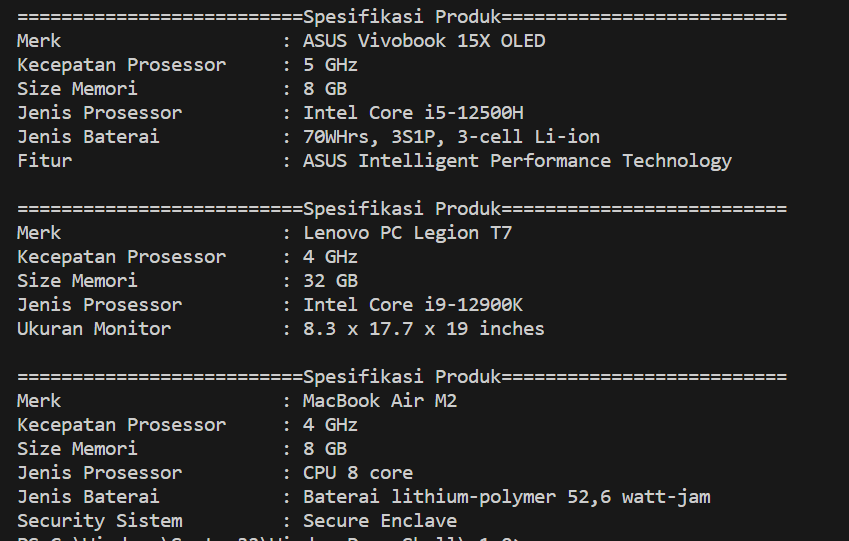 ==========================Spesifikasi Produk==========================
Merk : ASUS Vivobook 15X OLED
Kecepatan Prosessor : 5 GHz
Size Memori : 8 GB
Jenis Prosessor : Intel Core i5-12500H
Jenis Baterai : 70WHrs, 3S1P, 3-cell Li-ion
Fitur : ASUS Intelligent Performance Technology
==========================Spesifikasi Produk==========================
Merk : Lenovo PC Legion T7
Kecepatan Prosessor : 4 GHz
Size Memori : 32 GB
Jenis Prosessor : Intel Core i9-12900K
Ukuran Monitor : 8.3 x 17.7 x 19 inches
==========================Spesifikasi Produk==========================
Merk : MacBook Air M2
Kecepatan Prosessor : 4 GHz
Size Memori : 8 GB
Jenis Prosessor : CPU 8 core
Jenis Baterai : Baterai lithium-polymer 52,6 watt-jam
Security Sistem : Secure Enclave